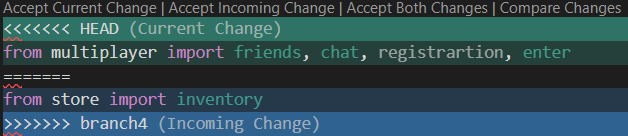 Accept Current Change | Accept Incoming Change | Accept Both Changes | Compare Changes
<<<<<<< HEAD (Current Change)
from multiplayer import friends, chat, registrartion, enter
=======
from store import inventory
>>>>>>> branch4 (Incoming Change)